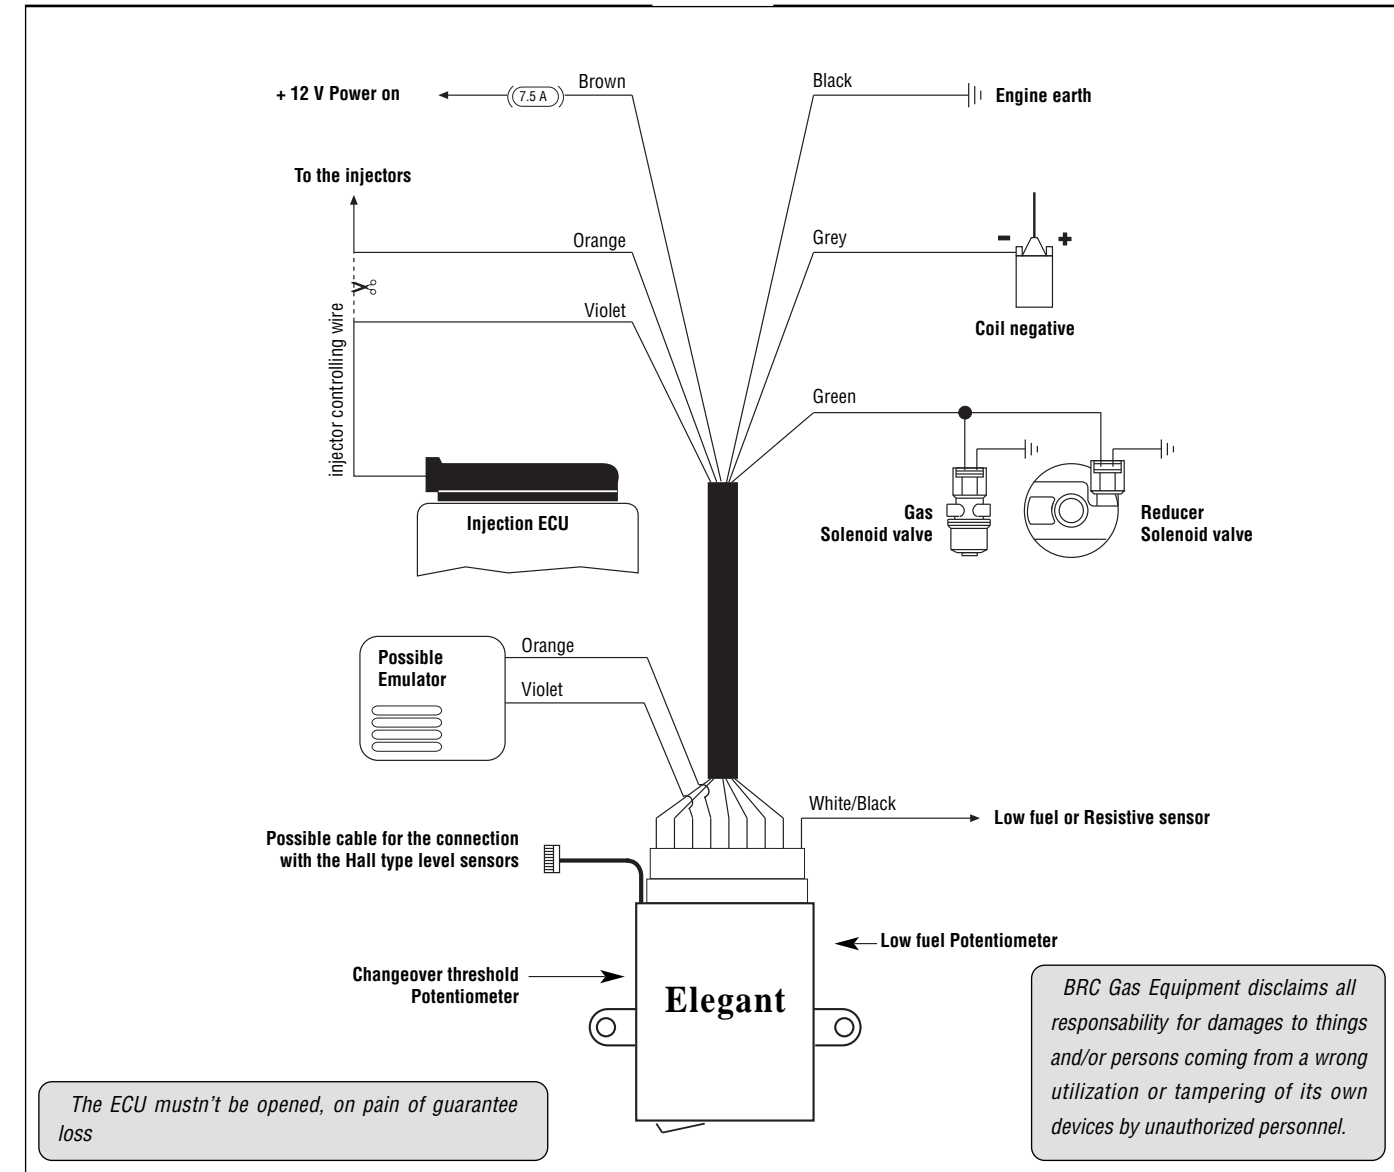 + 12 V Power on
7.5 A
Brown
Black
Engine earth
To the injectors
Orange
Grey
- +
Violet
injector controlling wire
Coil negative
Green
Injection ECU
Gas
Solenoid valve
Reducer
Solenoid valve
Possible
Emulator
Orange
Violet
White/Black
Low fuel or Resistive sensor
Possible cable for the connection
with the Hall type level sensors
Low fuel Potentiometer
Changeover threshold
Potentiometer
Elegant
BRC Gas Equipment disclaims all
responsability for damages to things
and/or persons coming from a wrong
utilization or tampering of its own
devices by unauthorized personnel.
The ECU mustn't be opened, on pain of guarantee
loss